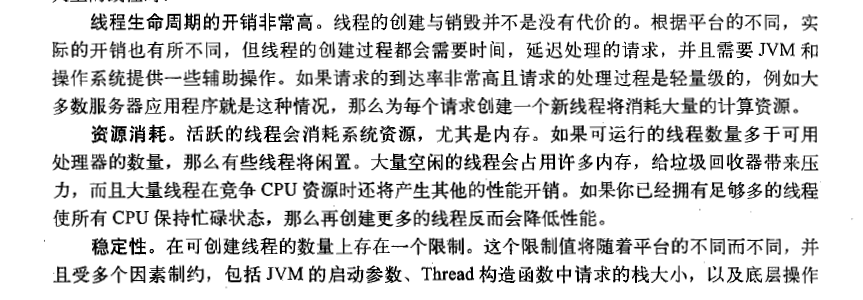 线程生命周期的开销非常高。线程的创建与销毁并不是没有代价的。根据平台的不同，实
际的开销也有所不同，但线程的创建过程都会需要时间，延迟处理的请求，并且需要 JVM 和
操作系统提供一些辅助操作。如果请求的到达率非常高且请求的处理过程是轻量级的，例如大
多数服务器应用程序就是这种情况，那么为每个请求创建一个新线程将消耗大量的计算资源。
资源消耗。活跃的线程会消耗系统资源，尤其是内存。如果可运行的线程数量多于可用
处理器的数量，那么有些线程将闲置。大量空闲的线程会占用许多内存，给垃圾回收器带来压
力，而且大量线程在竞争 CPU 资源时还将产生其他的性能开销。如果你已经拥有足够多的线程
使所有 CPU 保持忙碌状态，那么再创建更多的线程反而会降低性能。
稳定性。在可创建线程的数量上存在一个限制。这个限制值将随着平台的不同而不同，并
且受多个因素制约，包括 JVM 的启动参数、Thread 构造函数中请求的栈大小，以及底层操作